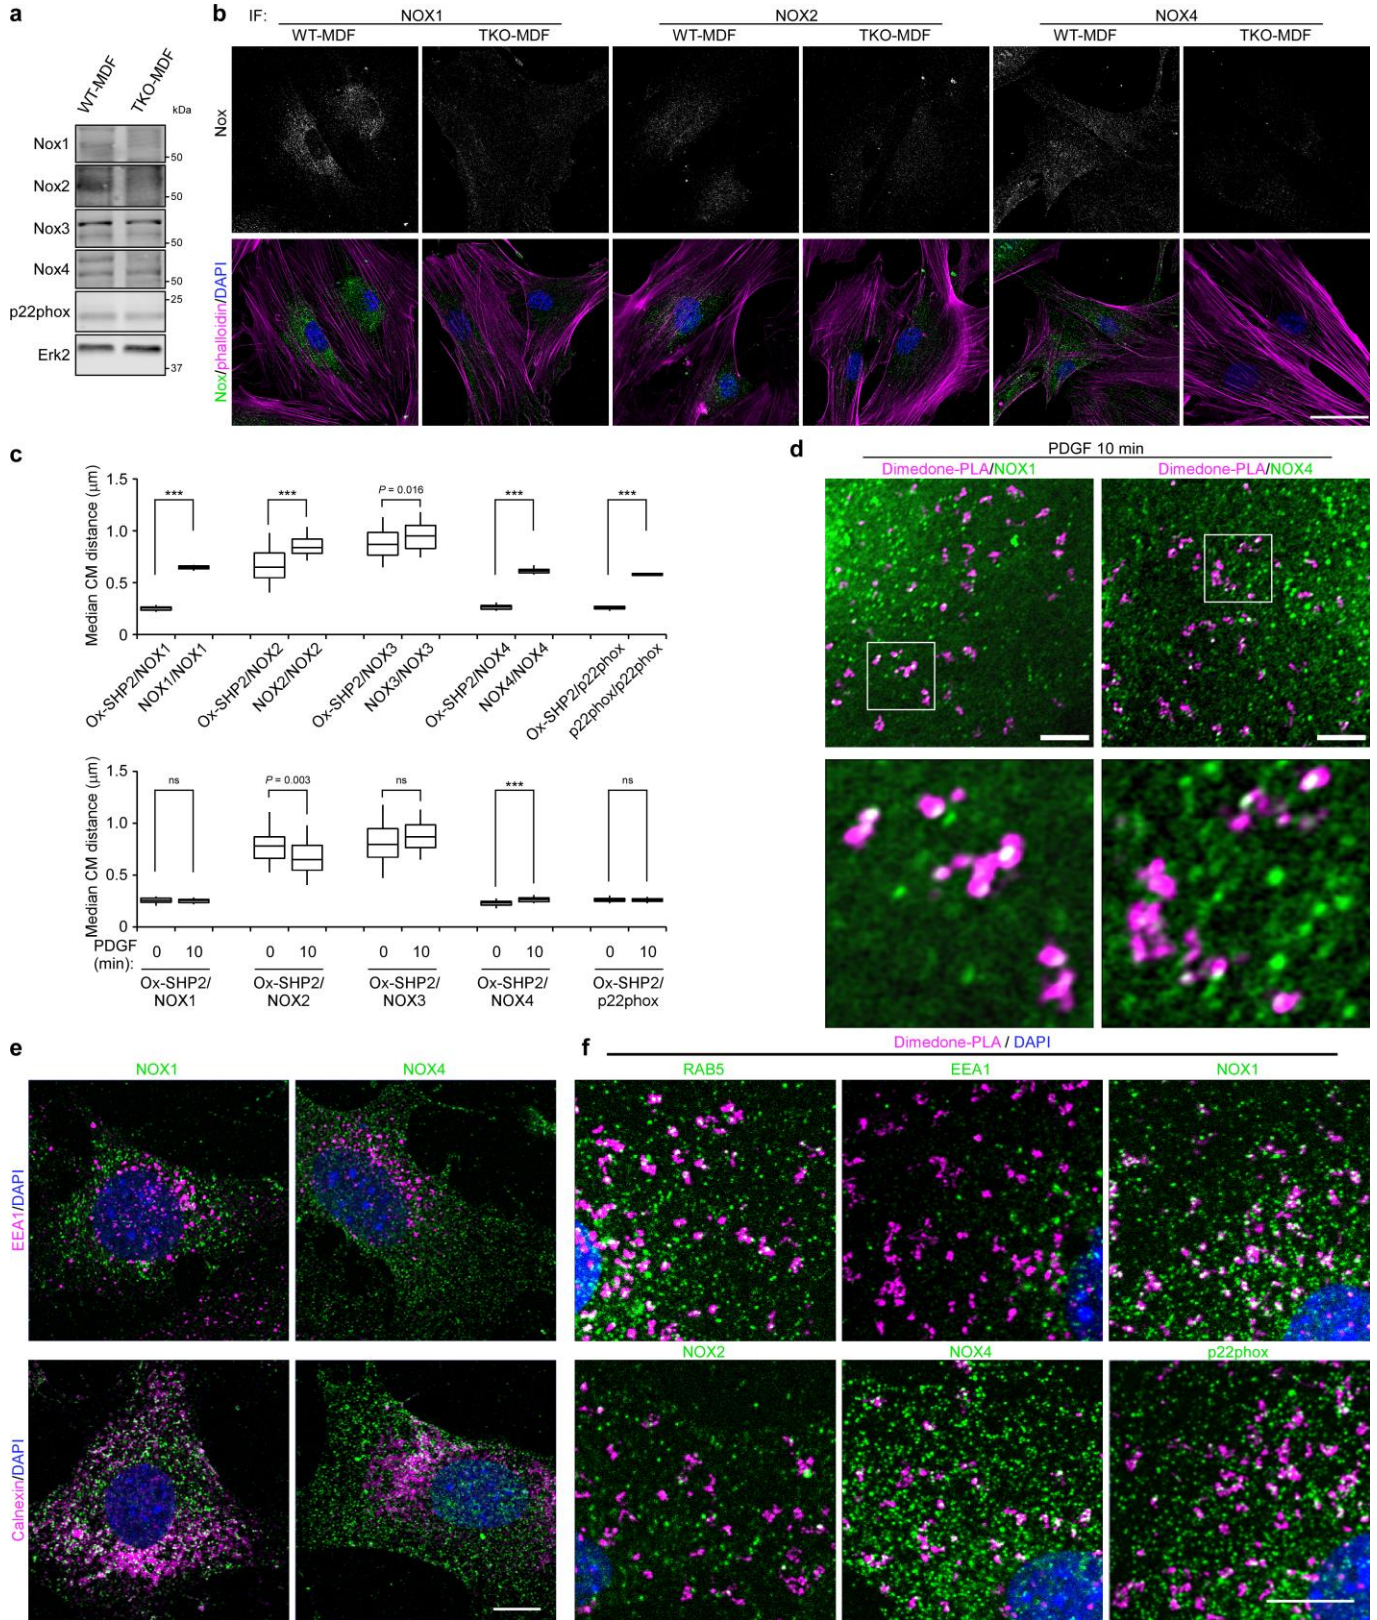 a
WT-MDF
TKO-MDF
kDa
Nox1
50
Nox2
50
Nox3
50
Nox4
50
p22phox
25
Erk2
37
b
IF:
NOX1
NOX2
NOX4
WT-MDF
TKO-MDF
WT-MDF
TKO-MDF
WT-MDF
TKO-MDF
Nox
Nox/phalloidin/DAPI
c
Median CM distance (μm)
1.5
1.0
0.5
0
***
***
P = 0.016
***
***
Ox-SHP2/NOX1
NOX1/NOX1
Ox-SHP2/NOX2
NOX2/NOX2
Ox-SHP2/NOX3
NOX3/NOX3
Ox-SHP2/NOX4
NOX4/NOX4
Ox-SHP2/p22phox
p22phox/p22phox
Median CM distance (μm)
1.5
1.0
0.5
0
ns
P = 0.003
ns
***
ns
PDGF (min):
0 10
0 10
0 10
0 10
0 10
Ox-SHP2/ NOX1
Ox-SHP2/ NOX2
Ox-SHP2/ NOX3
Ox-SHP2/ NOX4
Ox-SHP2/ p22phox
d
PDGF 10 min
Dimedone-PLA/NOX1
Dimedone-PLA/NOX4
e
NOX1
NOX4
EEA1/DAPI
Calnexin/DAPI
f
Dimedone-PLA / DAPI
RAB5
EEA1
NOX1
NOX2
NOX4
p22phox